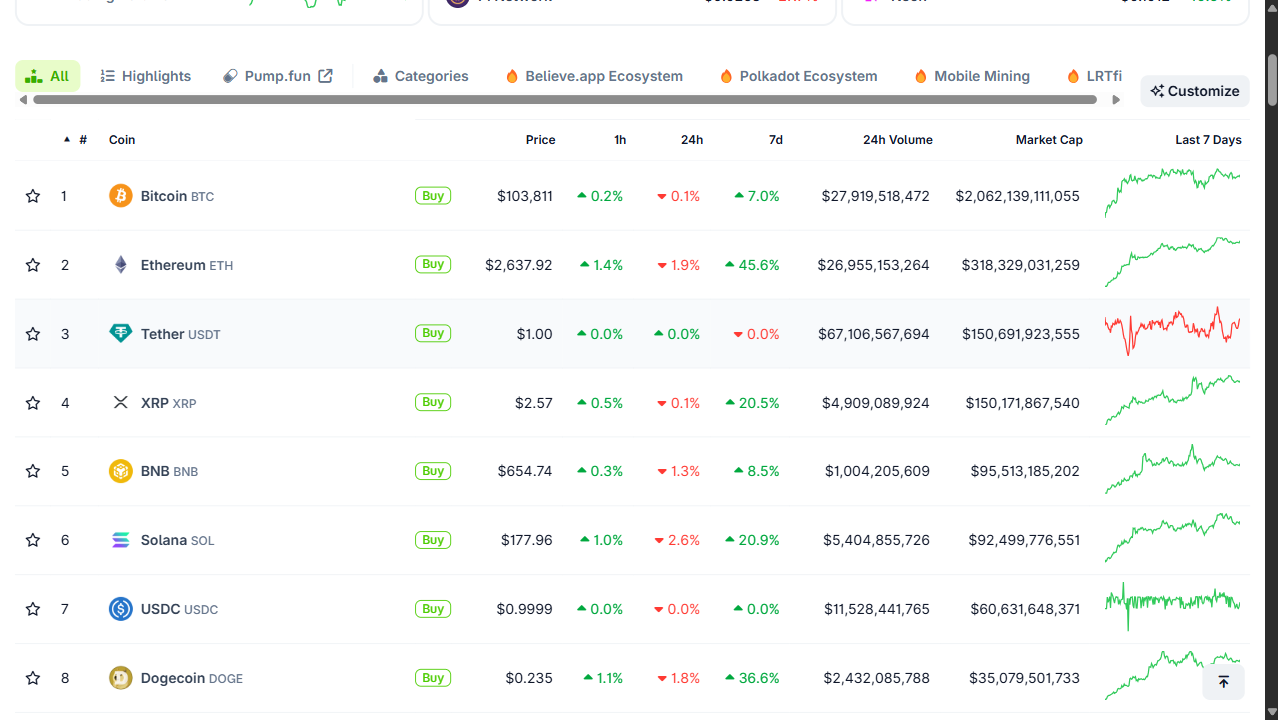 All Highlights Pump.fun Categories Believe.app Ecosystem Polkadot Ecosystem Mobile Mining LRTfi
Customize
# Coin Price 1h 24h 7d 24h Volume Market Cap Last 7 Days
1 Bitcoin BTC Buy $103,811 0.2% 0.1% 7.0% $27,919,518,472 $2,062,139,111,055
2 Ethereum ETH Buy $2,637.92 1.4% 1.9% 45.6% $26,955,153,264 $318,329,031,259
3 Tether USDT Buy $1.00 0.0% 0.0% 0.0% $67,106,567,694 $150,691,923,555
4 XRP XRP Buy $2.57 0.5% 0.1% 20.5% $4,909,089,924 $150,171,867,540
5 BNB BNB Buy $654.74 0.3% 1.3% 8.5% $1,004,205,609 $95,513,185,202
6 Solana SOL Buy $177.96 1.0% 2.6% 20.9% $5,404,855,726 $92,499,776,551
7 USDC USDC Buy $0.9999 0.0% 0.0% 0.0% $11,528,441,765 $60,631,648,371
8 Dogecoin DOGE Buy $0.235 1.1% 1.8% 36.6% $2,432,085,788 $35,079,501,733